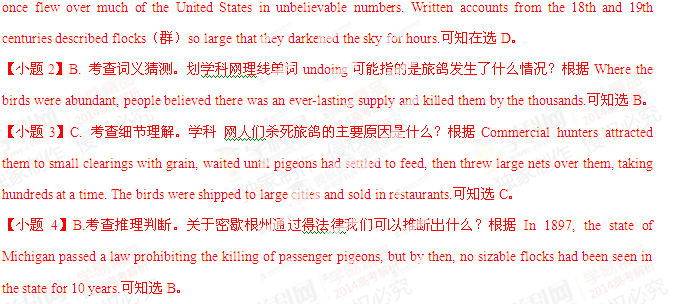 once flew over much of the United States in unbelievable numbers. Written accounts from the 18th and 19th
centuries described flocks（群）so large that they darkened the sky for hours.可知在选 D。
【小题 2】B. 考查词义猜测。划学科网理线单词 undoing 可能指的是旅鸽发生了什么情况？根据 Where the
birds were abundant, people believed there was an ever-lasting supply and killed them by the thousands.可知选 B。
【小题 3】C. 考查细节理解。学科 网人们杀死旅鸽的主要原因是什么？根据 Commercial hunters attracted
them to small clearings with grain, waited until pigeons had settled to feed, then threw large nets over them, taking
hundreds at a time. The birds were shipped to large cities and sold in restaurants.可知选 C。
【小题 4】B.考查推理判断。关于密歇根州通过得法律我们可以推断出什么？根据 In 1897, the state of
Michigan passed a law prohibiting the killing of passenger pigeons, but by then, no sizable flocks had been seen in
the state for 10 years.可知选 B。